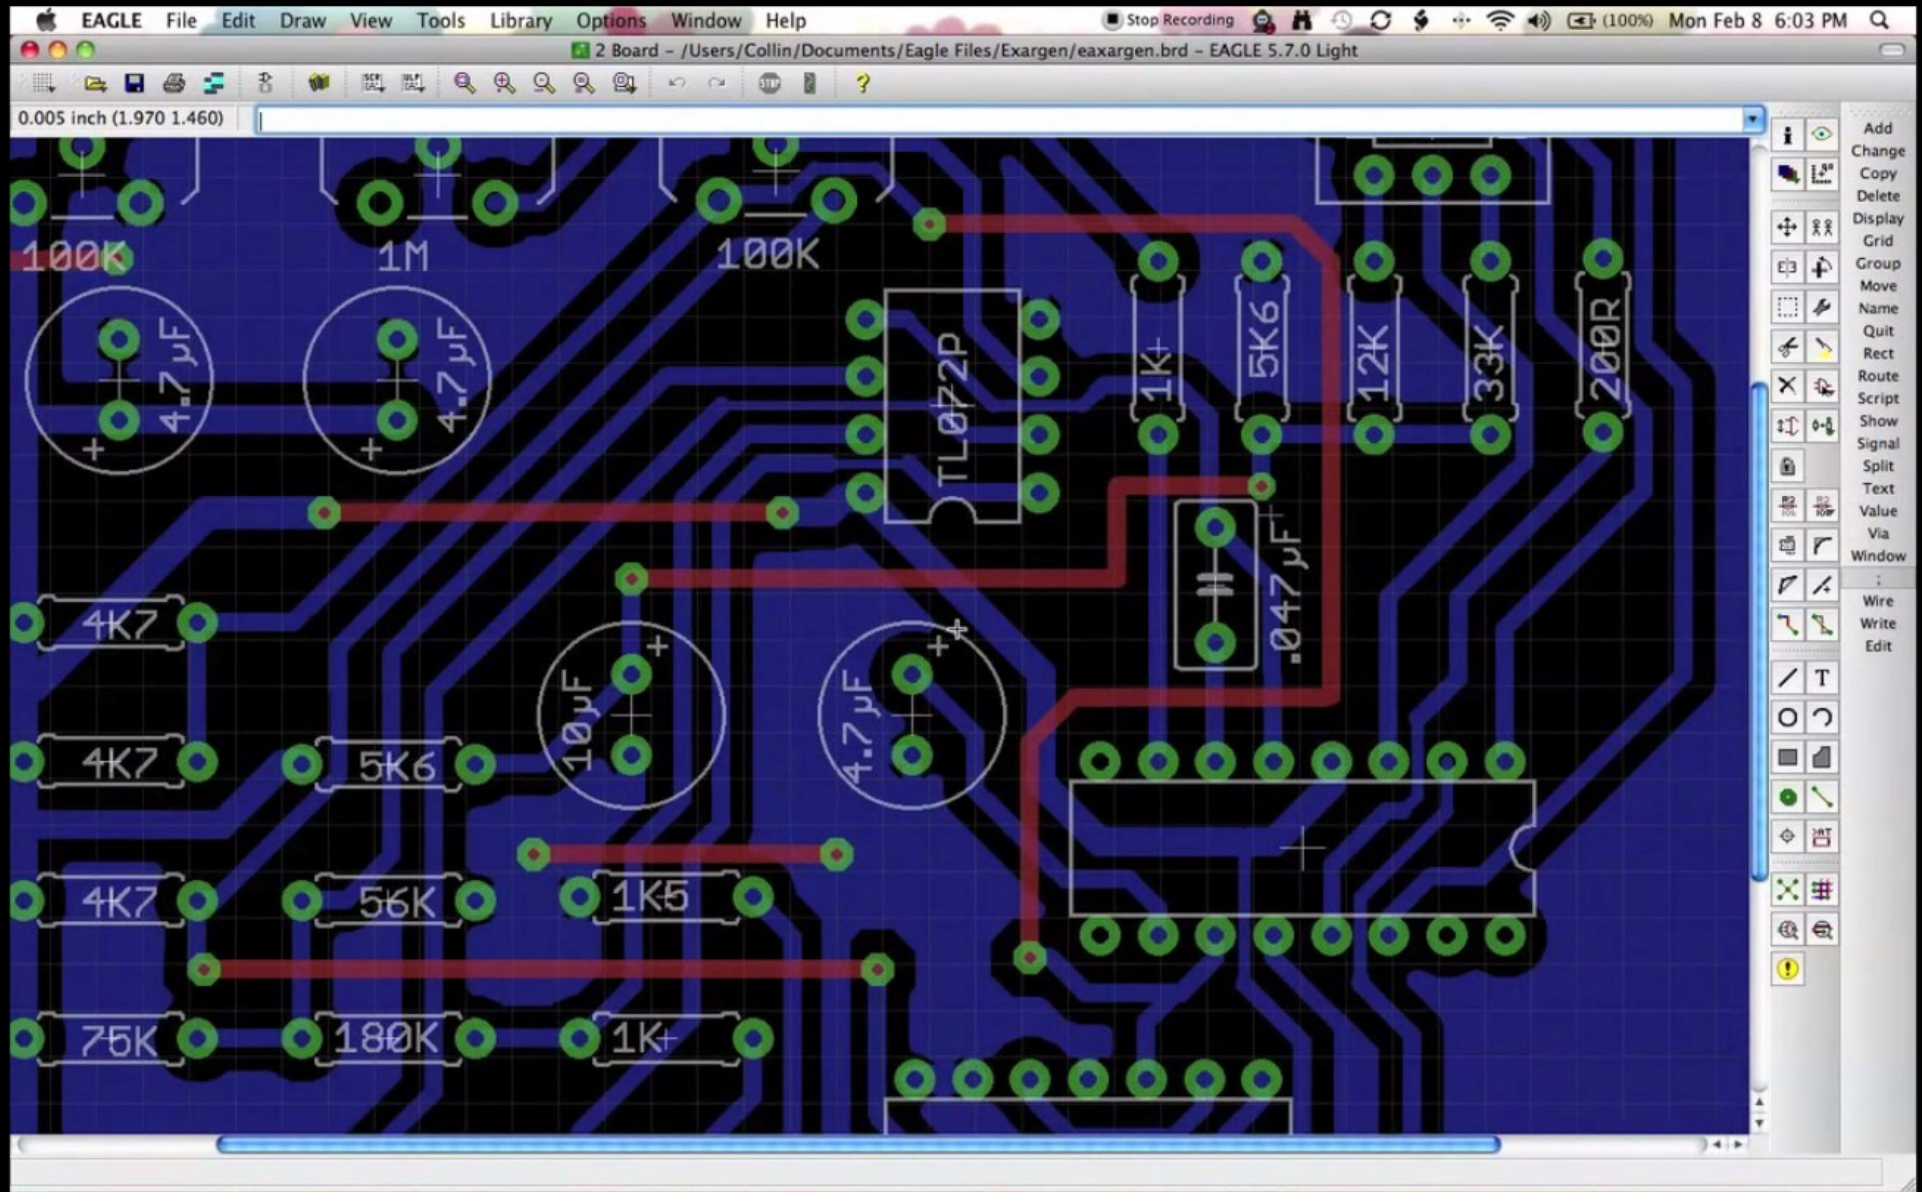 EAGLE File Edit Draw View Tools Library Options Window Help Stop Recording (100%) Mon Feb 8 6:03 PM
2 Board - /Users/Collin/Documents/Eagle Files/Exargen/eaxargen.brd - EAGLE 5.7.0 Light
0.005 inch (1.970 1.460)
100K 1M 100K
4.7µF 4.7µF TL072P 1K 5K6 12K 33K 200R
.047µF
4K7
10µF 4.7µF
4K7 5K6
4K7 56K 1K5
75K 180K 1K
Add
Change
Copy
Delete
Display
Grid
Group
Move
Name
Quit
Rect
Route
Script
Show
Signal
Split
Text
Value
Via
Window
;
Wire
Write
Edit